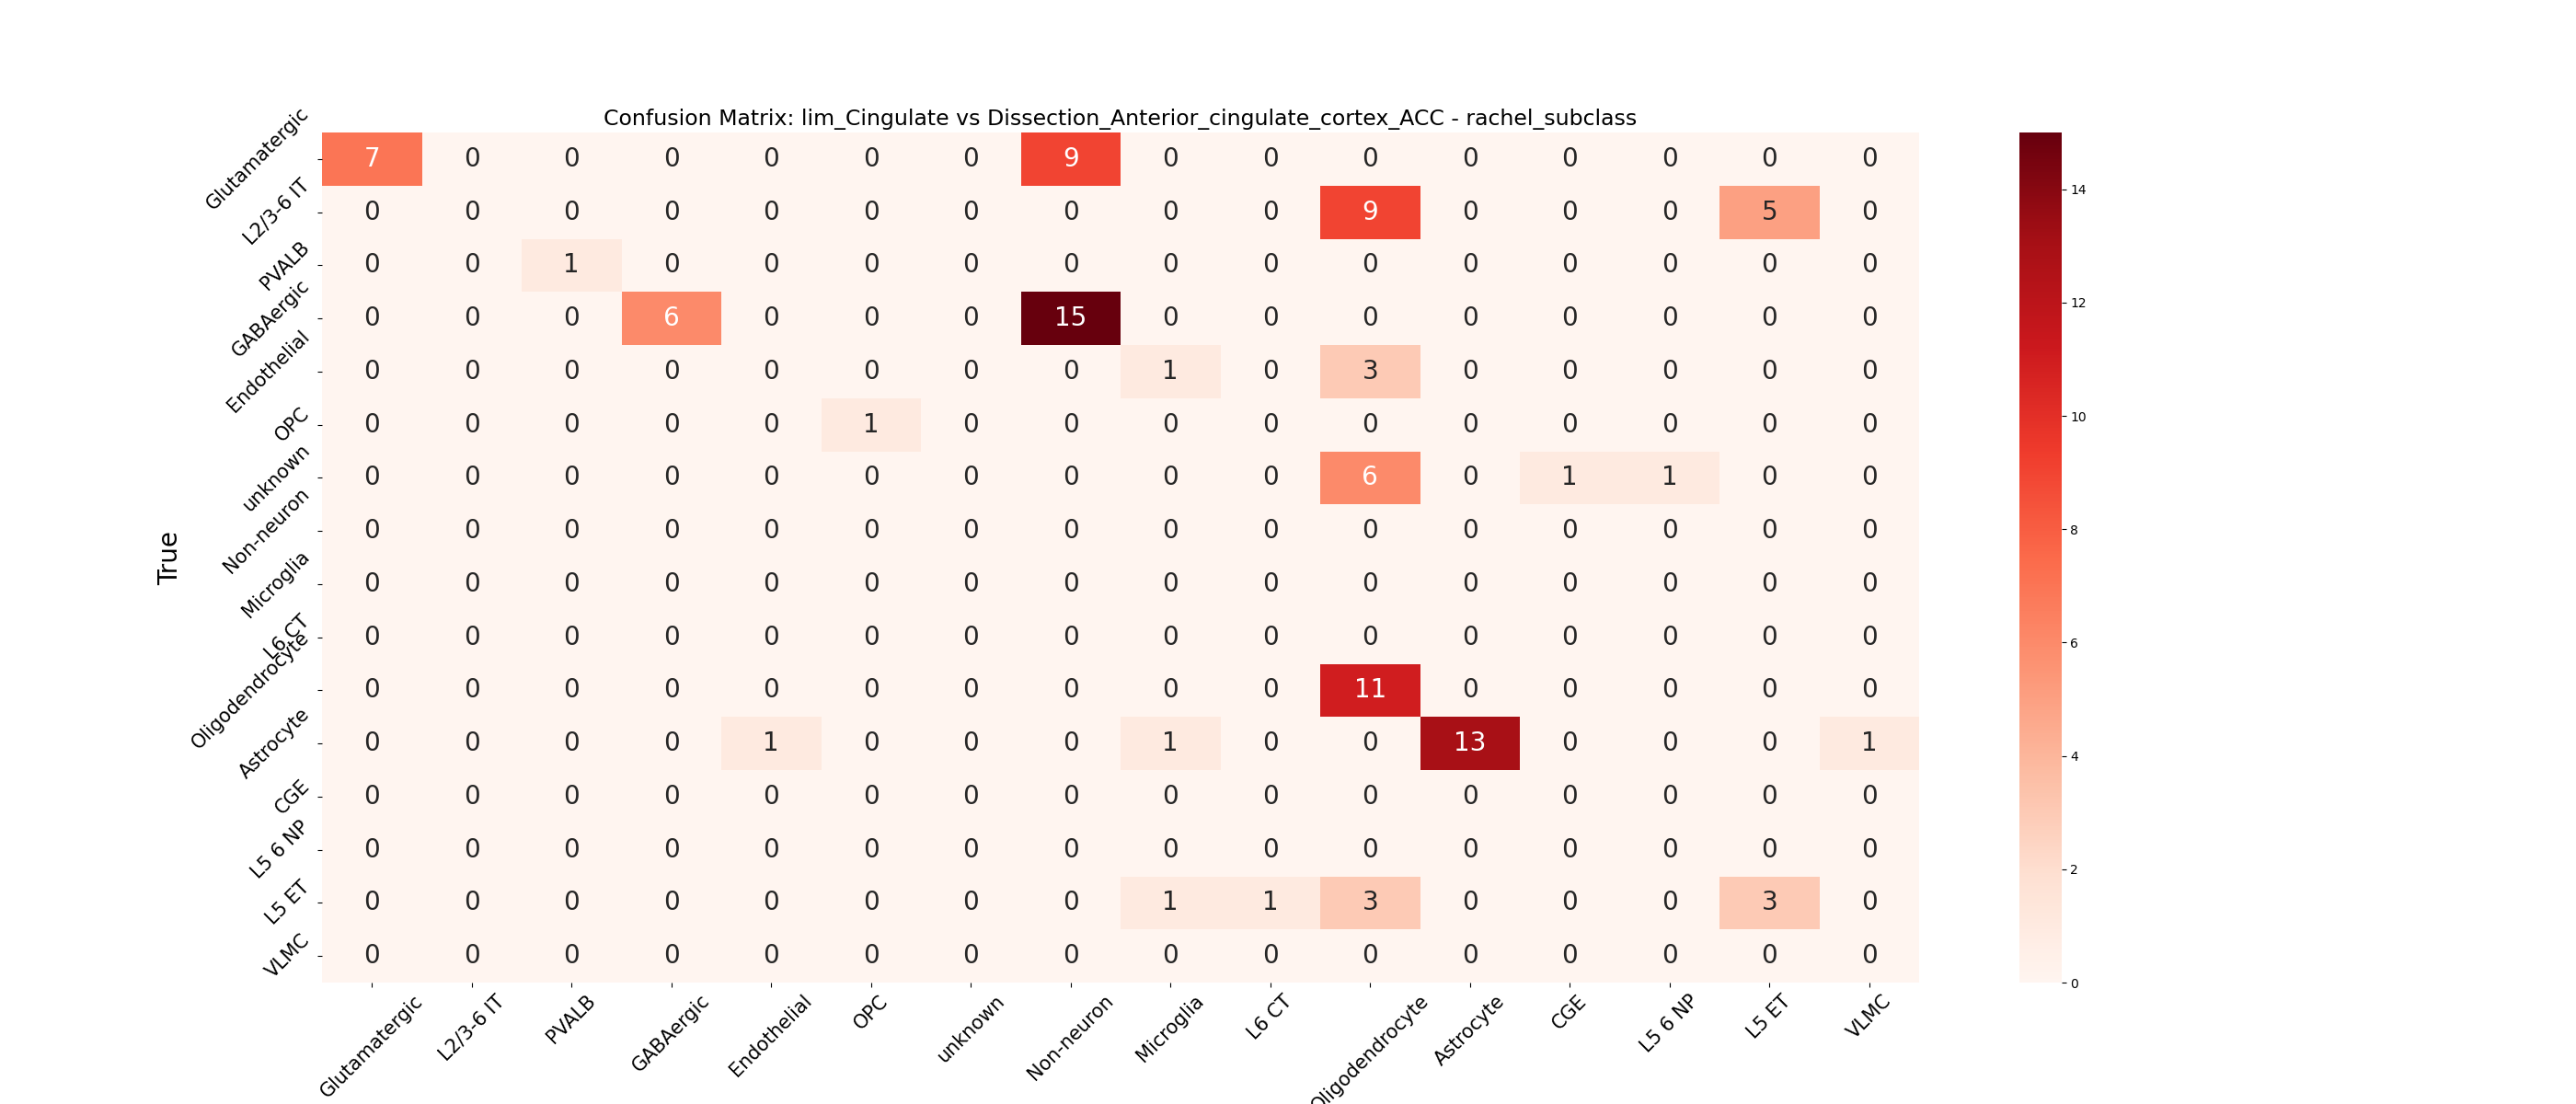 Confusion Matrix: lim_Cingulate vs Dissection_Anterior_cingulate_cortex_ACC - rachel_subclass
Glutamatergic 7 0 0 0 0 0 0 9 0 0 0 0 0 0 0 0
L2/3-6 IT 0 0 0 0 0 0 0 0 0 0 9 0 0 0 5 0
PVALB 0 0 1 0 0 0 0 0 0 0 0 0 0 0 0 0
GABAergic 0 0 0 6 0 0 0 15 0 0 0 0 0 0 0 0
Endothelial 0 0 0 0 0 0 0 0 1 0 3 0 0 0 0 0
OPC 0 0 0 0 0 1 0 0 0 0 0 0 0 0 0 0
unknown 0 0 0 0 0 0 0 0 0 0 6 0 1 1 0 0
Non-neuron 0 0 0 0 0 0 0 0 0 0 0 0 0 0 0 0
Microglia 0 0 0 0 0 0 0 0 0 0 0 0 0 0 0 0
L6 CT 0 0 0 0 0 0 0 0 0 0 0 0 0 0 0 0
Oligodendrocyte 0 0 0 0 0 0 0 0 0 0 11 0 0 0 0 0
Astrocyte 0 0 0 0 1 0 0 0 1 0 0 13 0 0 0 1
CGE 0 0 0 0 0 0 0 0 0 0 0 0 0 0 0 0
L5 6 NP 0 0 0 0 0 0 0 0 0 0 0 0 0 0 0 0
L5 ET 0 0 0 0 0 0 0 0 1 1 3 0 0 0 3 0
VLMC 0 0 0 0 0 0 0 0 0 0 0 0 0 0 0 0
True
Glutamatergic L2/3-6 IT PVALB GABAergic Endothelial OPC unknown Non-neuron Microglia L6 CT Oligodendrocyte Astrocyte CGE L5 6 NP L5 ET VLMC
14
12
10
8
6
4
2
0